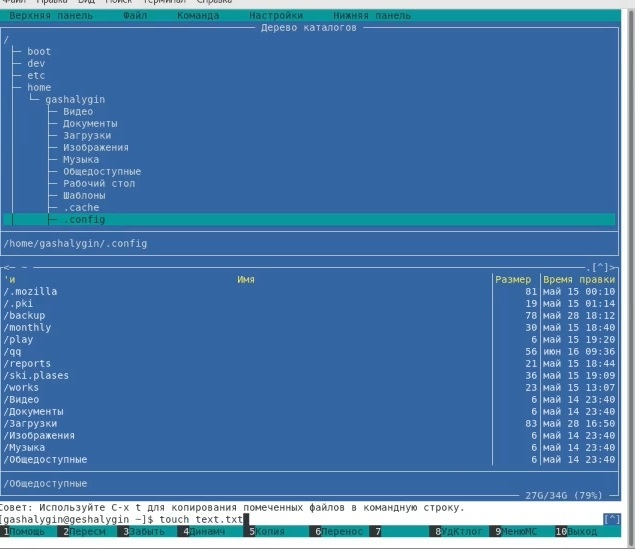 Файл Правка Вид Поиск Терминал Справка
Верхняя панель Файл Команда Настройки Нижняя панель
Дерево каталогов
/
boot
dev
etc
home
gashalygin
Видео
Документы
Загрузки
Изображения
Музыка
Общедоступные
Рабочий стол
Шаблоны
.cache
.config
/home/gashalygin/.config
<─ ~ .[^]>
'и Имя Размер Время правки
/.mozilla 81 май 15 00:10
/.pki 19 май 15 01:14
/backup 78 май 28 18:12
/monthly 30 май 15 18:40
/play 6 май 15 19:20
/qq 56 июн 16 09:36
/reports 21 май 15 18:44
/ski.plases 36 май 15 19:09
/works 23 май 15 13:07
/Видео 6 май 14 23:40
/Документы 6 май 14 23:40
/Загрузки 83 май 28 16:50
/Изображения 6 май 14 23:40
/Музыка 6 май 14 23:40
/Общедоступные 6 май 14 23:40
/Общедоступные
27G/34G (79%)
Совет: Используйте C-x t для копирования помеченных файлов в командную строку.
[gashalygin@geshalygin ~]$ touch text.txt [^]
1Помощь 2Пересм 3Забыть 4Динамч 5Копия 6Перенос 7 8УдКтлог 9МенюMC 10Выход